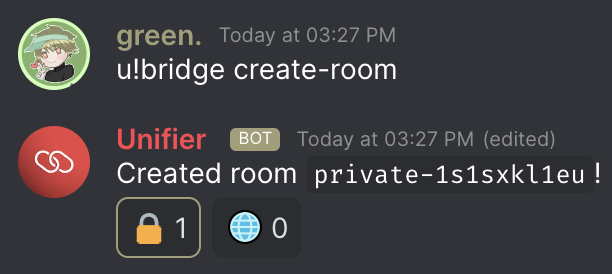 green. Today at 03:27 PM
u!bridge create-room
Unifier BOT Today at 03:27 PM (edited)
Created room private-1s1sxkl1eu!
1 0